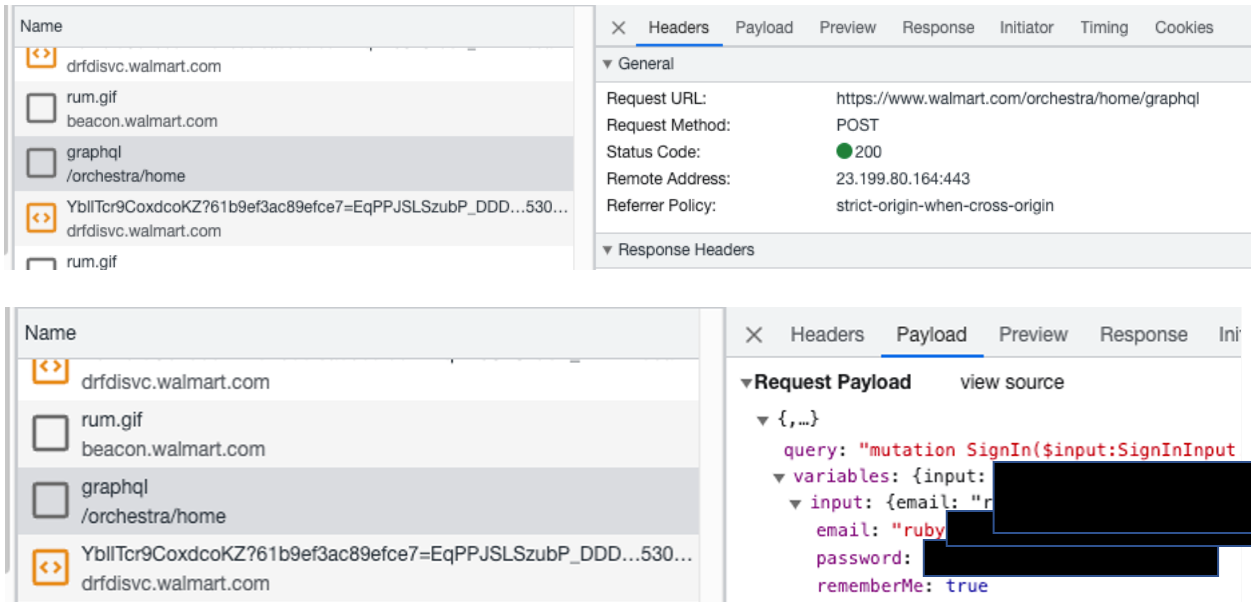 Name
drfdisvc.walmart.com
rum.gif
beacon.walmart.com
graphql
/orchestra/home
YbllTcr9CoxdcoKZ?61b9ef3ac89efce7=EqPPJSLSzubP_DDD…530…
drfdisvc.walmart.com
rum.gif
Headers Payload Preview Response Initiator Timing Cookies
General
Request URL: https://www.walmart.com/orchestra/home/graphql
Request Method: POST
Status Code: 200
Remote Address: 23.199.80.164:443
Referrer Policy: strict-origin-when-cross-origin
Response Headers
Name
drfdisvc.walmart.com
rum.gif
beacon.walmart.com
graphql
/orchestra/home
YbllTcr9CoxdcoKZ?61b9ef3ac89efce7=EqPPJSLSzubP_DDD…530…
drfdisvc.walmart.com
Headers Payload Preview Response Ini
Request Payload view source
{,…}
query: "mutation SignIn($input:SignInInput
variables: {input:
input: {email: "r
email: "ruby
password:
rememberMe: true